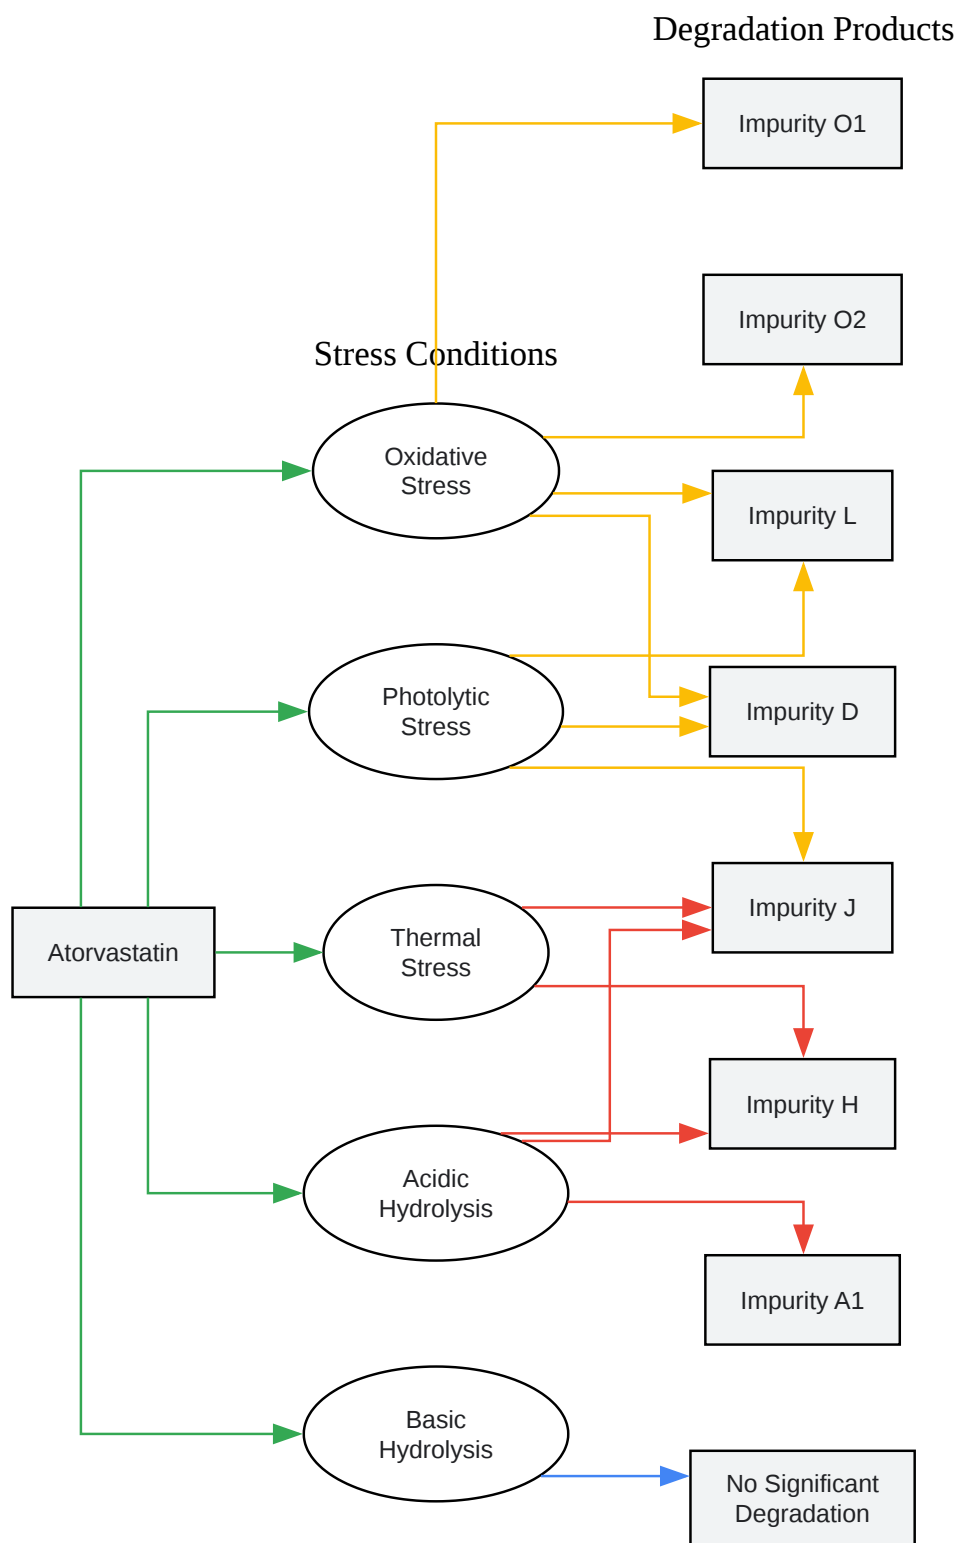 Degradation Products
Impurity O1
Impurity O2
Stress Conditions
Oxidative
Stress
Impurity L
Photolytic
Stress
Impurity D
Atorvastatin
Thermal
Stress
Impurity J
Impurity H
Acidic
Hydrolysis
Impurity A1
Basic
Hydrolysis
No Significant
Degradation